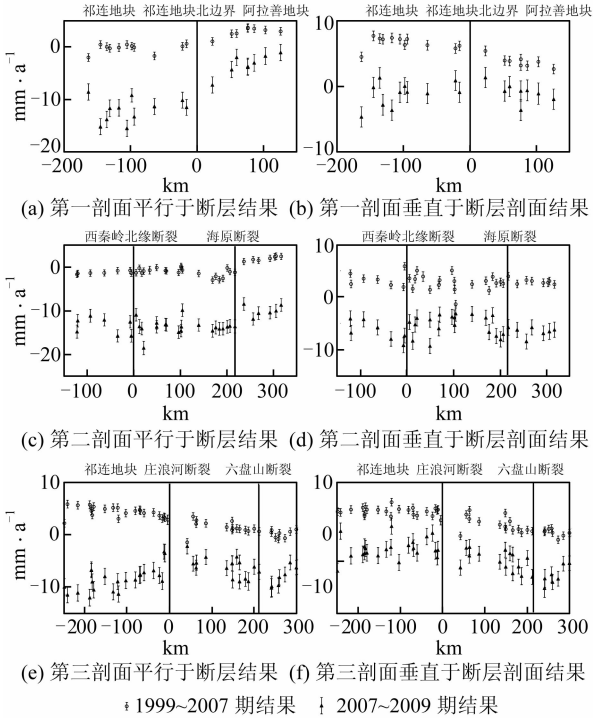 祁连地块 祁连地块北边界 阿拉善地块
祁连地块 祁连地块北边界 阿拉善地块
mm · a⁻¹
10
0
−10
−20
−200 −100 0 100 200
km
10
0
−10
−200 −100 0 100 200
km
(a) 第一剖面平行于断层结果 (b) 第一剖面垂直于断层剖面结果
西秦岭北缘断裂 海原断裂
西秦岭北缘断裂 海原断裂
mm · a⁻¹
0
−10
−20
−100 0 100 200 300
km
10
0
−10
−100 0 100 200 300
km
(c) 第二剖面平行于断层结果 (d) 第二剖面垂直于断层剖面结果
祁连地块 庄浪河断裂 六盘山断裂
祁连地块 庄浪河断裂 六盘山断裂
mm · a⁻¹
10
0
−10
−200 −100 0 100 200 300
km
10
0
−10
−200 −100 0 100 200 300
km
(e) 第三剖面平行于断层结果 (f) 第三剖面垂直于断层剖面结果
1999~2007 期结果 2007~2009 期结果